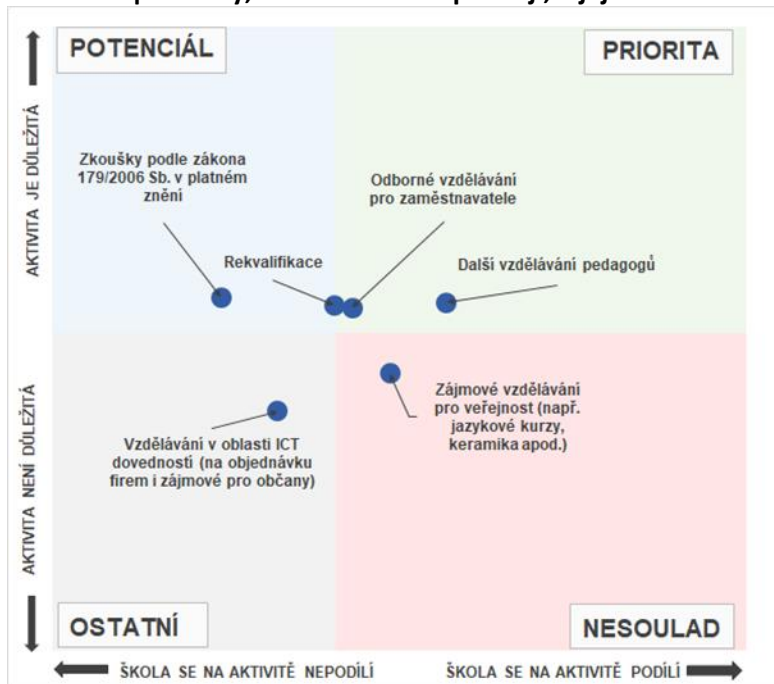 POTENCIÁL
PRIORITA
AKTIVITA JE DŮLEŽITÁ
Zkoušky podle zákona
179/2006 Sb. v platném
znění
Odborné vzdělávání
pro zaměstnavatele
Rekvalifikace
Další vzdělávání pedagogů
AKTIVITA NENÍ DŮLEŽITÁ
Zájmové vzdělávání
pro veřejnost (např.
jazykové kurzy,
keramika apod.)
Vzdělávání v oblasti ICT
dovedností (na objednávku
firem i zájmové pro občany)
OSTATNÍ
NESOULAD
ŠKOLA SE NA AKTIVITĚ NEPODÍLÍ
ŠKOLA SE NA AKTIVITĚ PODÍLÍ